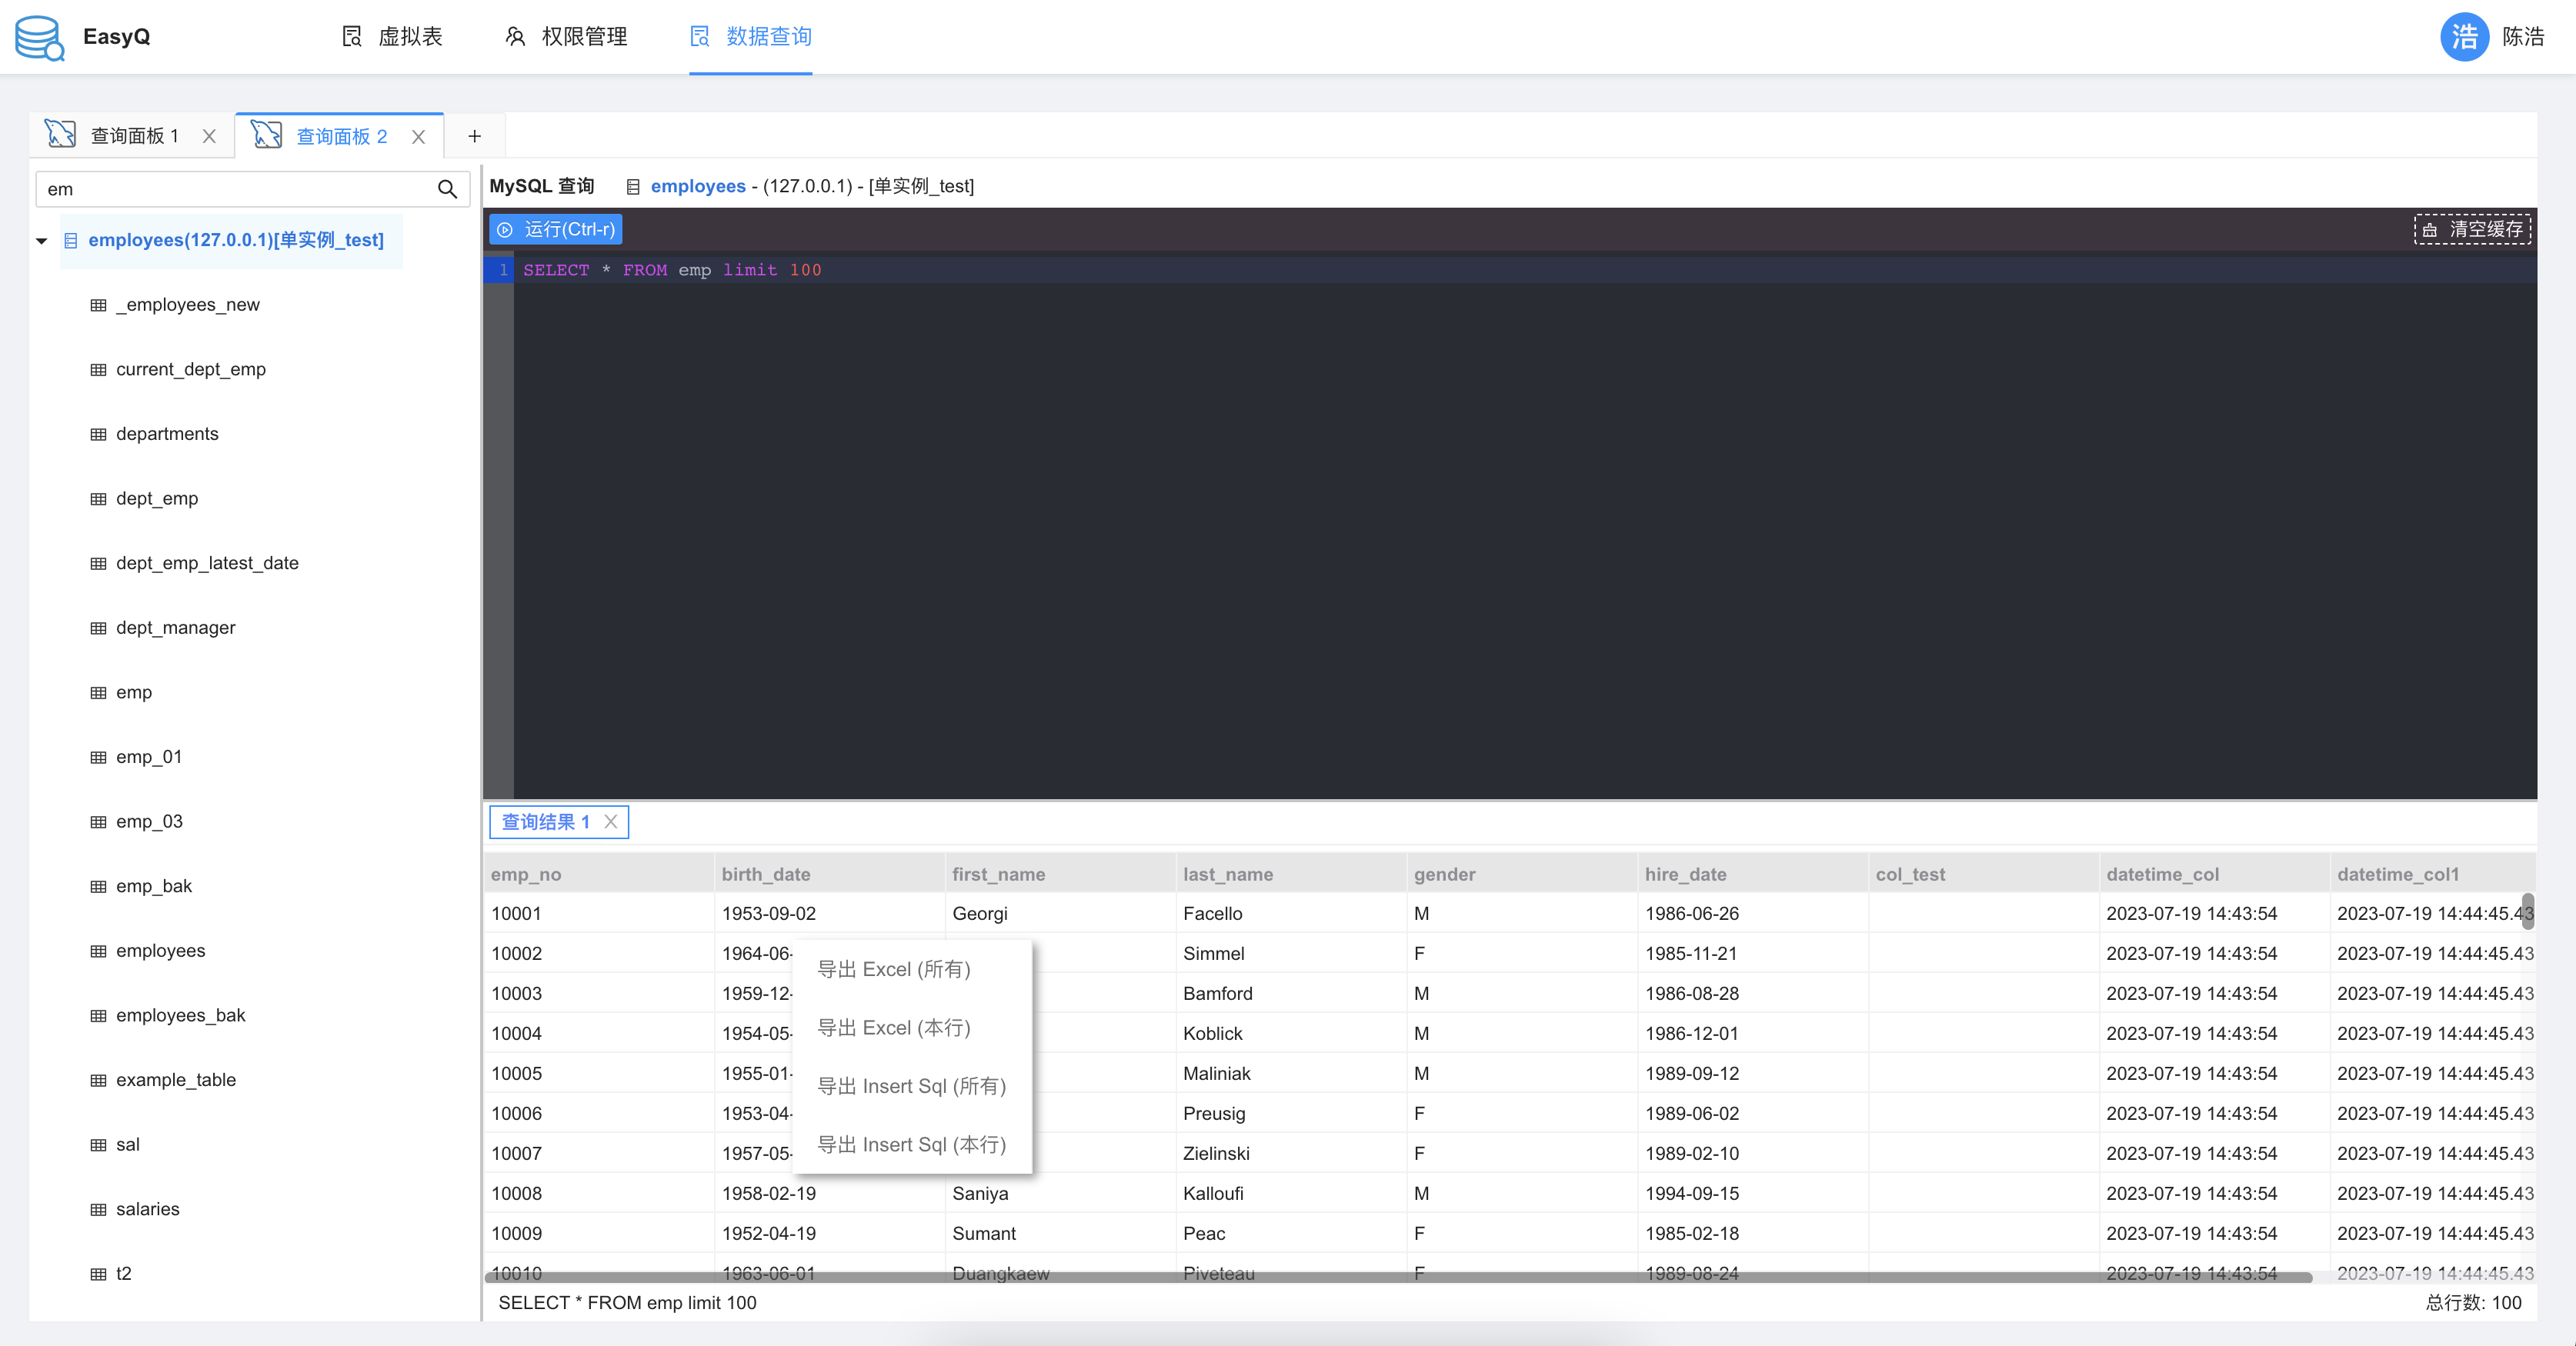 EasyQ 虚拟表 权限管理 数据查询 浩 陈浩
查询面板 1 查询面板 2 +
em
MySQL 查询 employees - (127.0.0.1) - [单实例_test]
运行(Ctrl-r) 清空缓存
1 SELECT * FROM emp limit 100
employees(127.0.0.1)[单实例_test]
_employees_new
current_dept_emp
departments
dept_emp
dept_emp_latest_date
dept_manager
emp
emp_01
emp_03
emp_bak
employees
employees_bak
example_table
sal
salaries
t2
查询结果 1
emp_no birth_date first_name last_name gender hire_date col_test datetime_col datetime_col1
10001 1953-09-02 Georgi Facello M 1986-06-26 2023-07-19 14:43:54 2023-07-19 14:44:45.43
10002 1964-06- Simmel F 1985-11-21 2023-07-19 14:43:54 2023-07-19 14:44:45.43
10003 1959-12- Bamford M 1986-08-28 2023-07-19 14:43:54 2023-07-19 14:44:45.43
10004 1954-05- Koblick M 1986-12-01 2023-07-19 14:43:54 2023-07-19 14:44:45.43
10005 1955-01- Maliniak M 1989-09-12 2023-07-19 14:43:54 2023-07-19 14:44:45.43
10006 1953-04- Preusig F 1989-06-02 2023-07-19 14:43:54 2023-07-19 14:44:45.43
10007 1957-05- Zielinski F 1989-02-10 2023-07-19 14:43:54 2023-07-19 14:44:45.43
10008 1958-02-19 Saniya Kalloufi M 1994-09-15 2023-07-19 14:43:54 2023-07-19 14:44:45.43
10009 1952-04-19 Sumant Peac F 1985-02-18 2023-07-19 14:43:54 2023-07-19 14:44:45.43
10010 1963-06-01 Duangkaew Piveteau F 1989-08-24 2023-07-19 14:43:54 2023-07-19 14:44:45.43
导出 Excel (所有)
导出 Excel (本行)
导出 Insert Sql (所有)
导出 Insert Sql (本行)
SELECT * FROM emp limit 100 总行数: 100